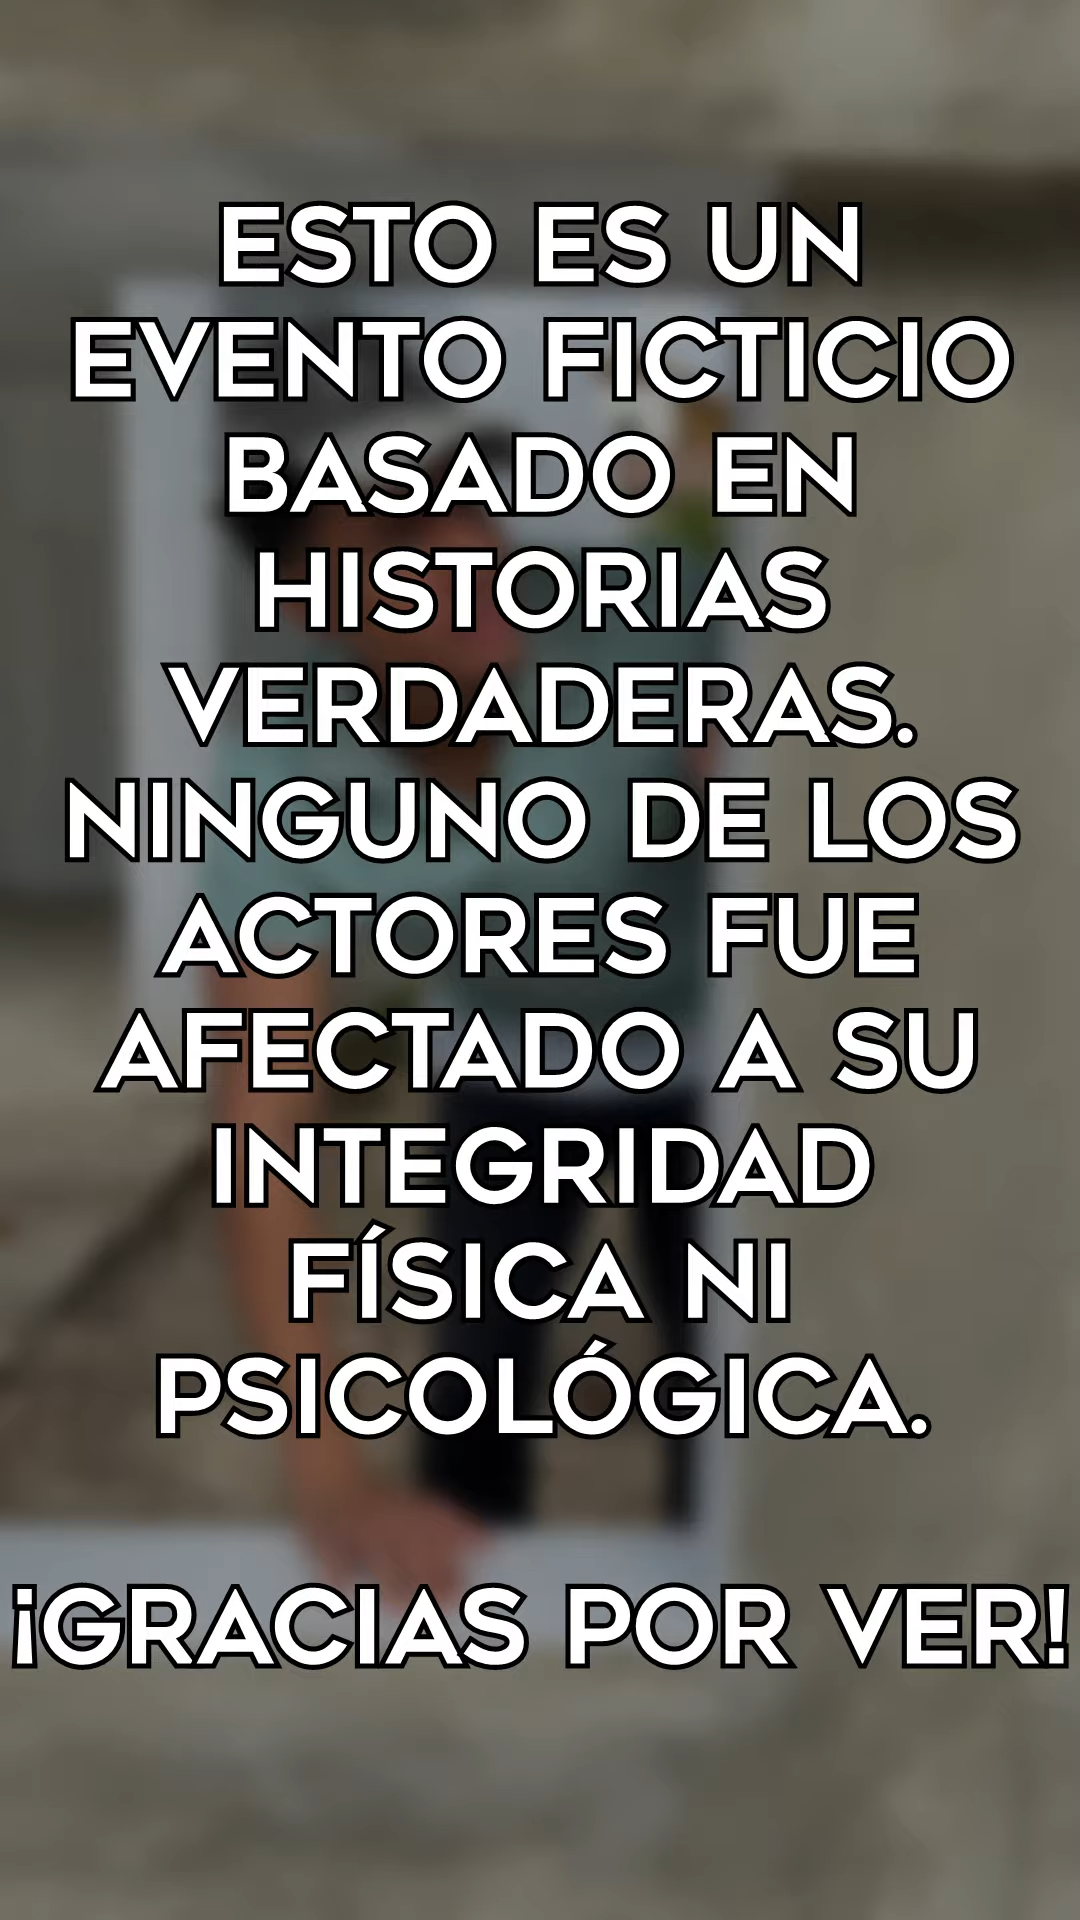 ESTO ES UN
EVENTO FICTICIO
BASADO EN
HISTORIAS
VERDADERAS.
NINGUNO DE LOS
ACTORES FUE
AFECTADO A SU
INTEGRIDAD
FÍSICA NI
PSICOLÓGICA.
¡GRACIAS POR VER!